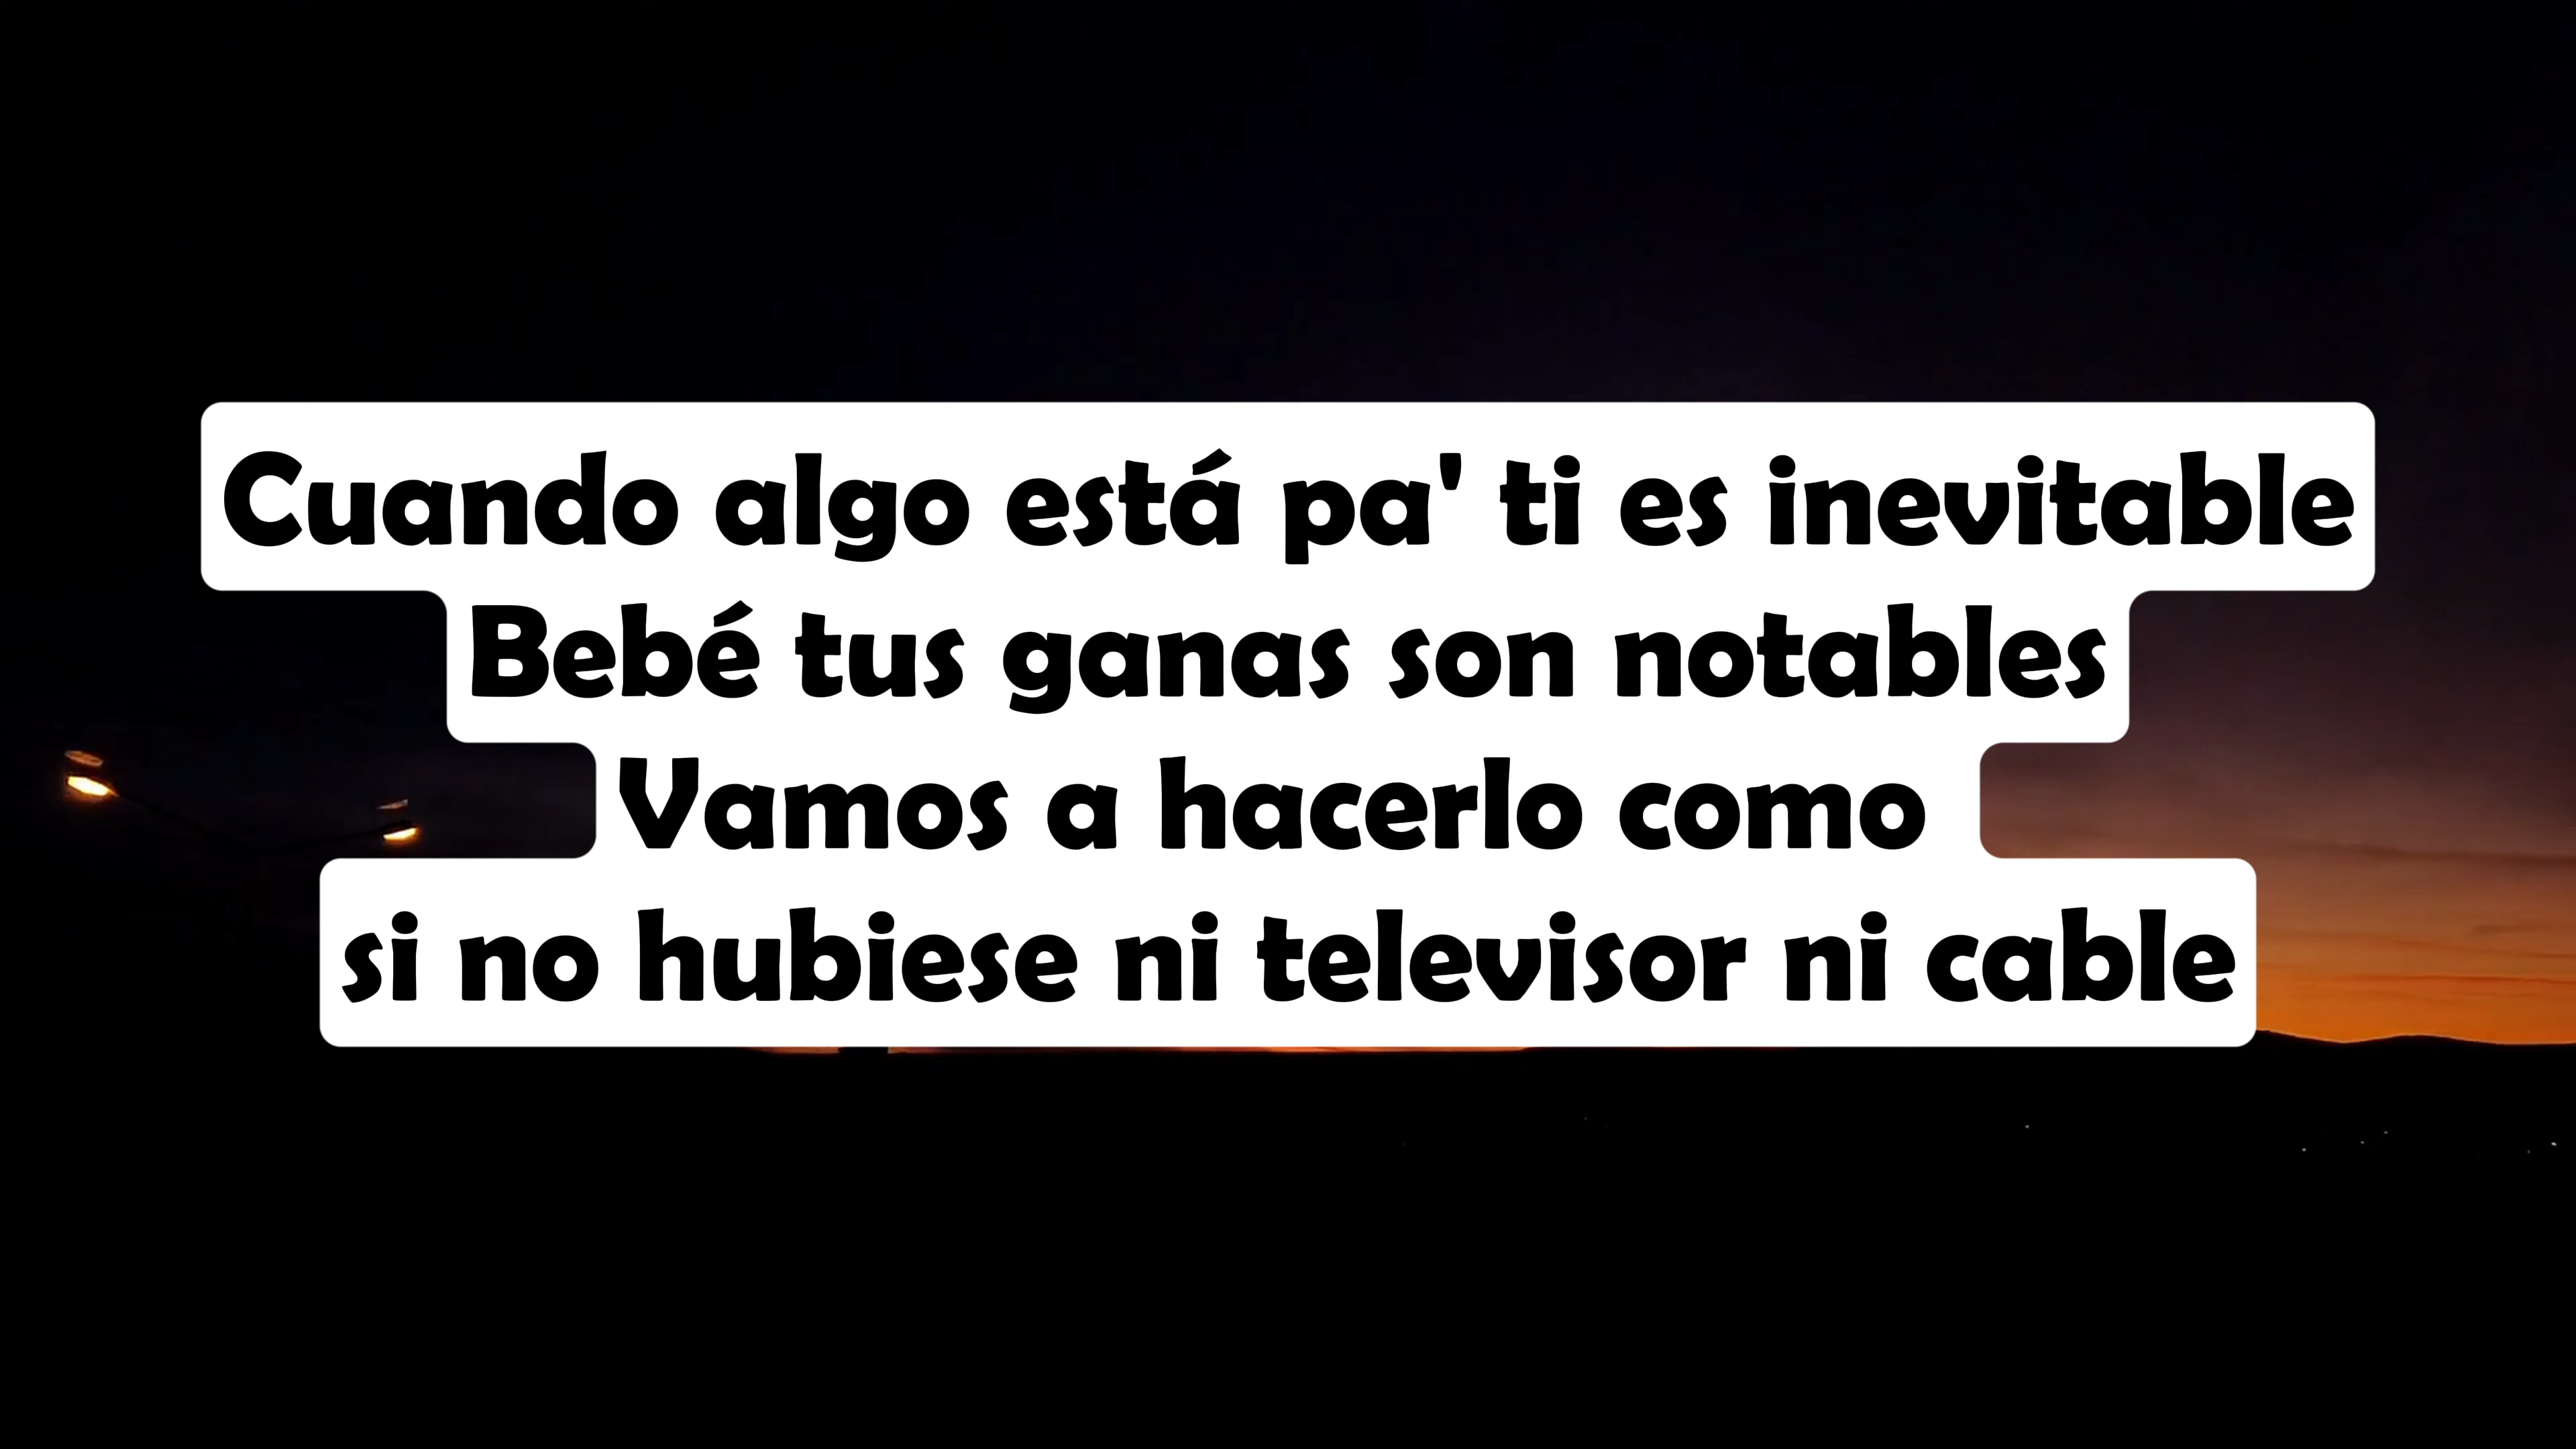 Cuando algo está pa' ti es inevitable
Bebé tus ganas son notables
Vamos a hacerlo como
si no hubiese ni televisor ni cable